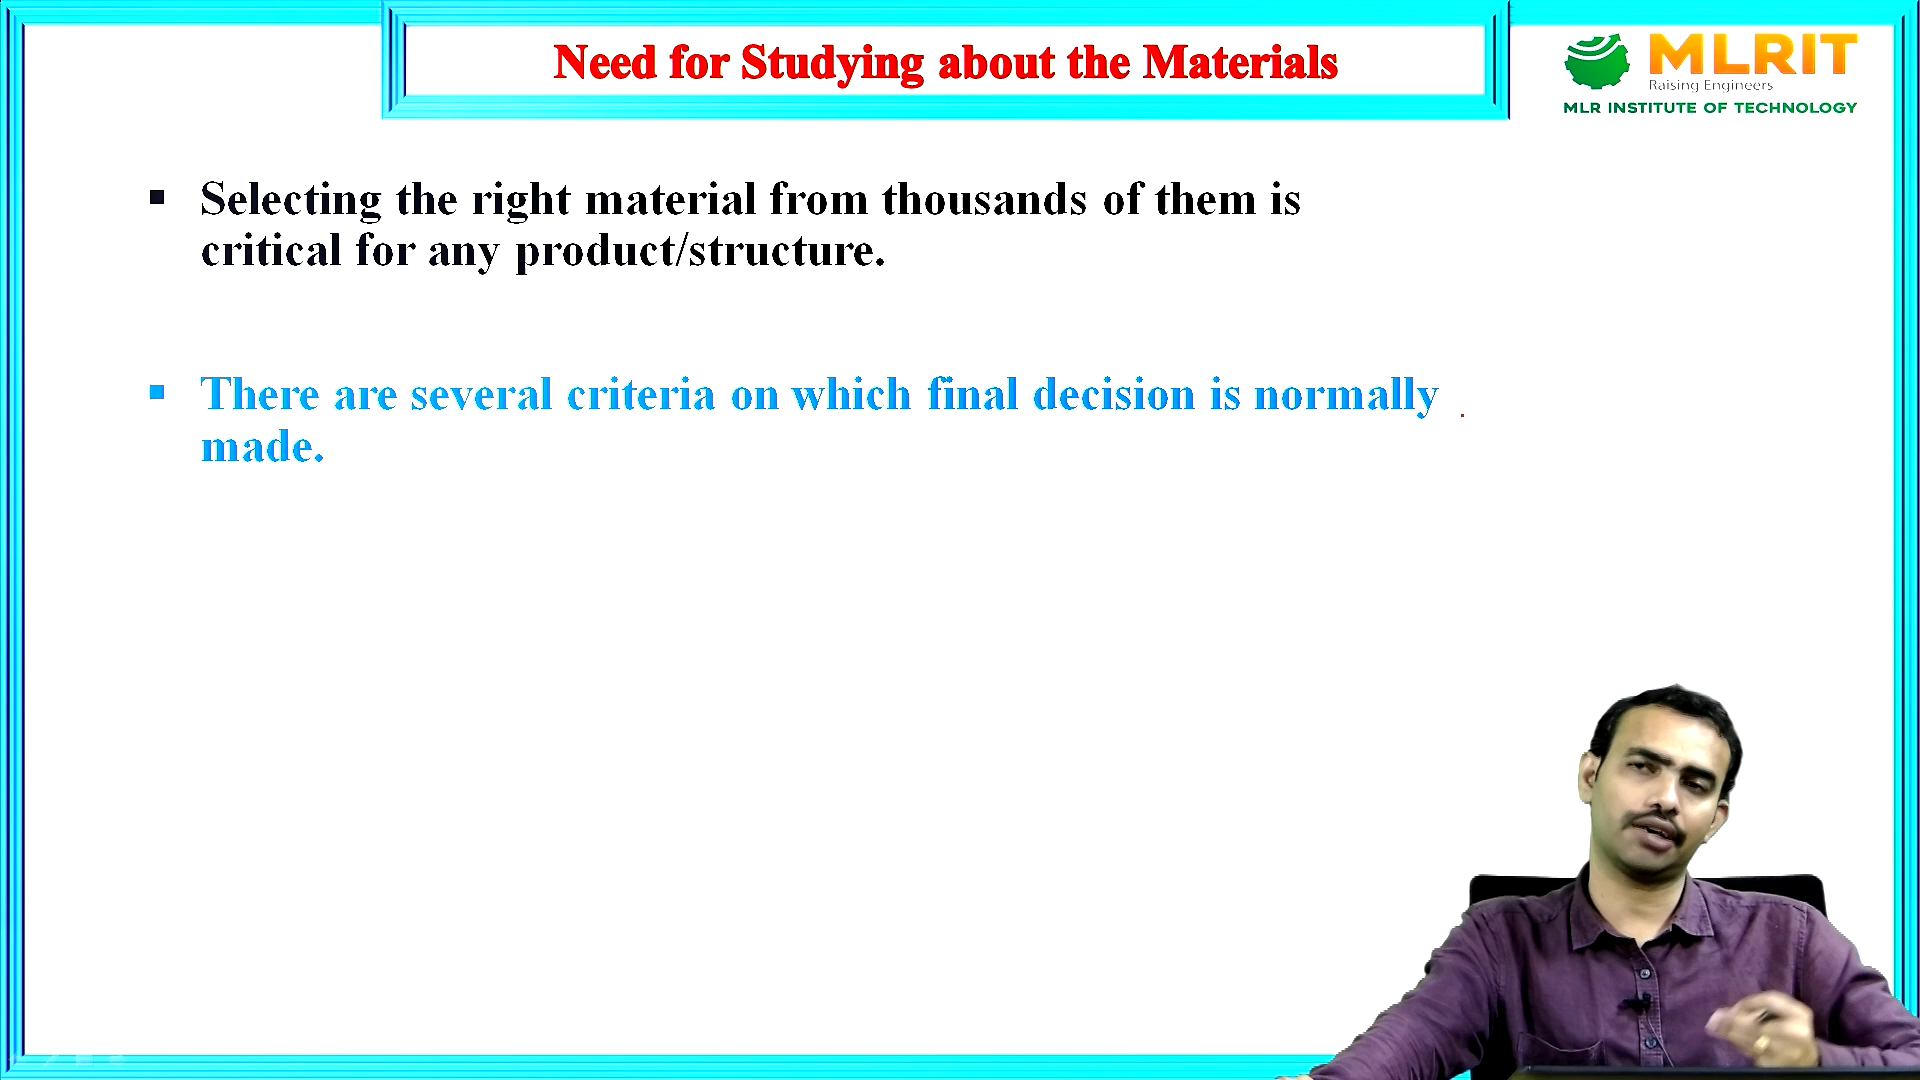 Need for Studying about the Materials
MLRIT
Raising Engineers
MLR INSTITUTE OF TECHNOLOGY
▪ Selecting the right material from thousands of them is
critical for any product/structure.
▪ There are several criteria on which final decision is normally
made.